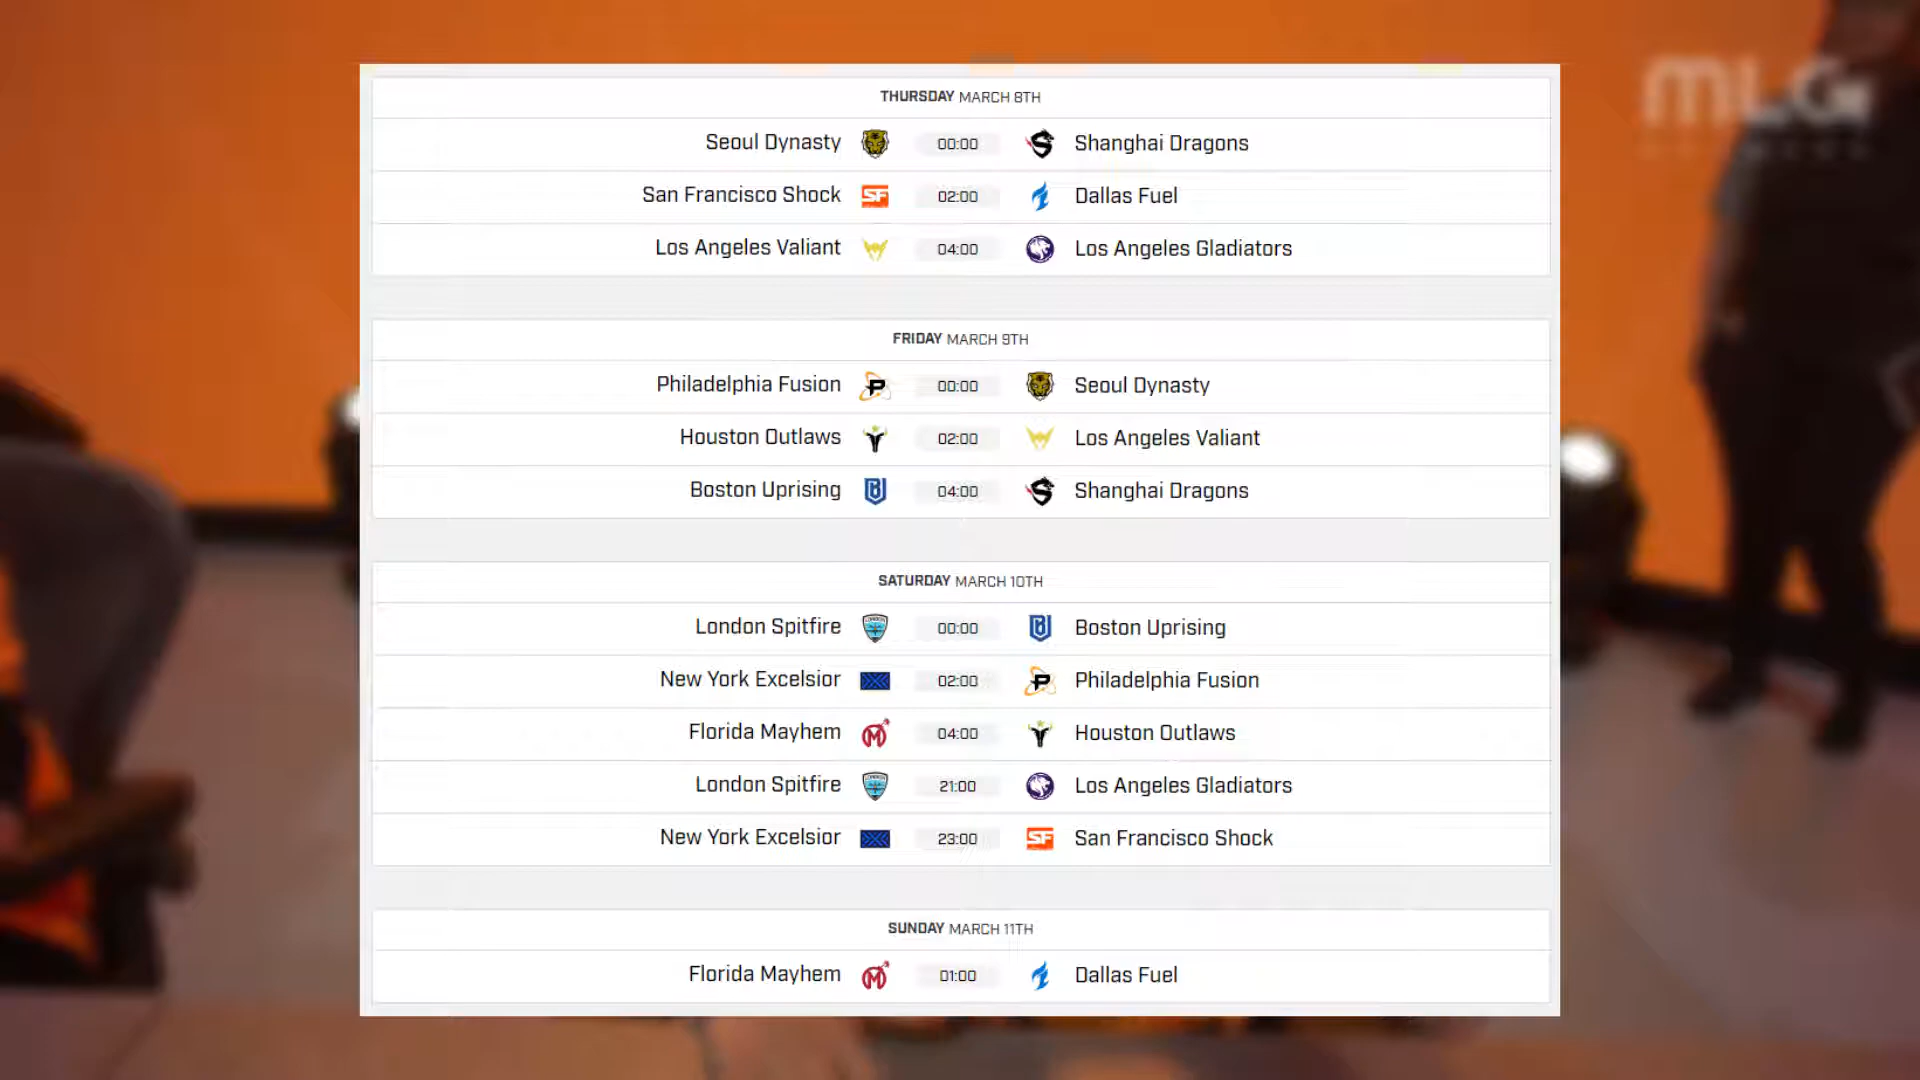 MLG
THURSDAY MARCH 8TH
Seoul Dynasty 00:00 Shanghai Dragons
San Francisco Shock SF 02:00 Dallas Fuel
Los Angeles Valiant 04:00 Los Angeles Gladiators
FRIDAY MARCH 9TH
Philadelphia Fusion P 00:00 Seoul Dynasty
Houston Outlaws 02:00 Los Angeles Valiant
Boston Uprising B 04:00 Shanghai Dragons
SATURDAY MARCH 10TH
London Spitfire 00:00 B Boston Uprising
New York Excelsior 02:00 P Philadelphia Fusion
Florida Mayhem M 04:00 Houston Outlaws
London Spitfire 21:00 Los Angeles Gladiators
New York Excelsior 23:00 SF San Francisco Shock
SUNDAY MARCH 11TH
Florida Mayhem M 01:00 Dallas Fuel